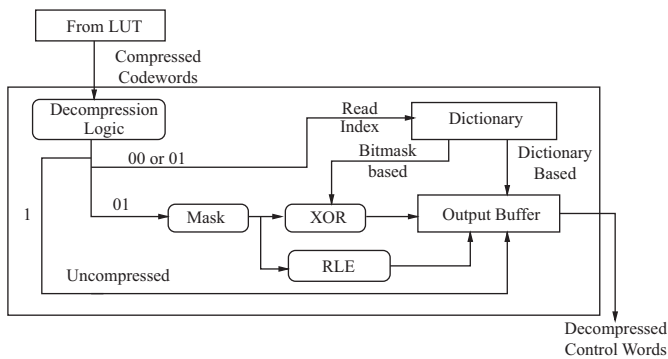 From LUT
Compressed
Codewords
Decompression
Logic
Read
Index
Dictionary
00 or 01
Bitmask
based
Dictionary
Based
1
01
Mask
XOR
Output Buffer
RLE
Uncompressed
Decompressed
Control Words